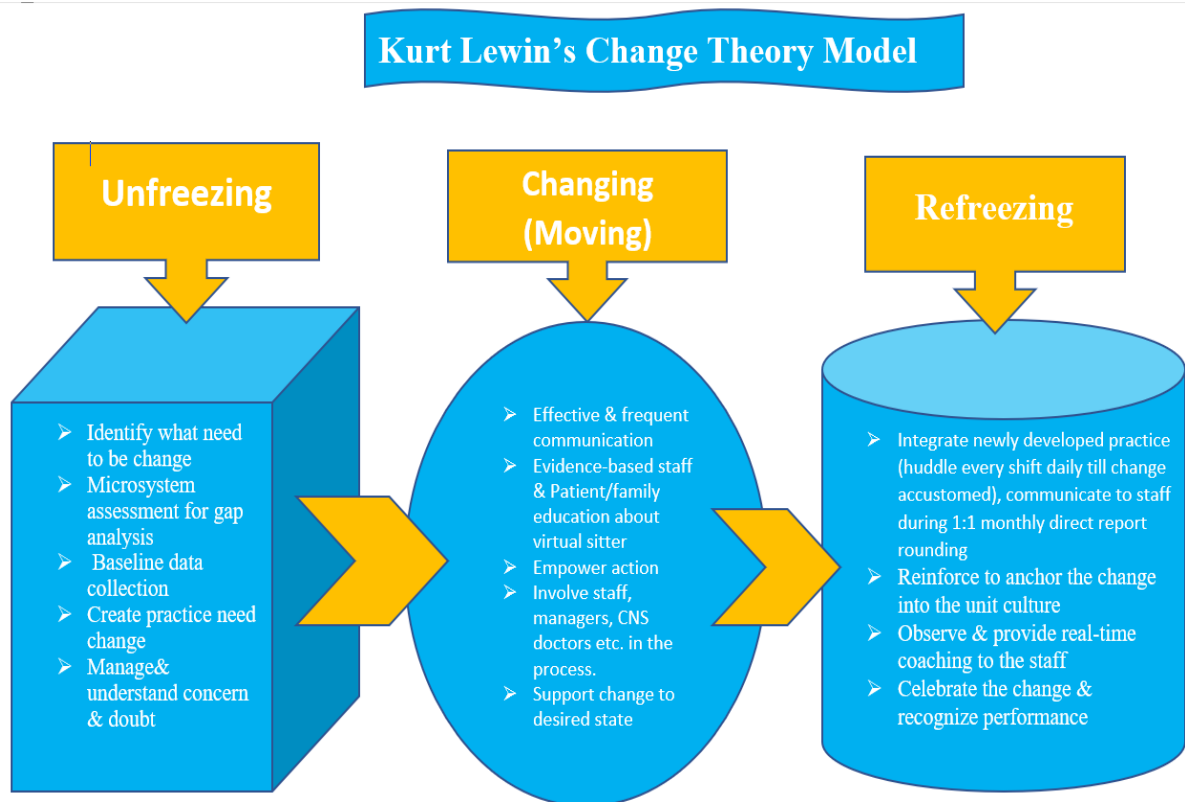 Kurt Lewin’s Change Theory Model
Unfreezing
➢ Identify what need
to be change
➢ Microsystem
assessment for gap
analysis
➢ Baseline data
collection
➢ Create practice need
change
➢ Manage&
understand concern
& doubt
Changing
(Moving)
➢ Effective & frequent
communication
➢ Evidence-based staff
& Patient/family
education about
virtual sitter
➢ Empower action
➢ Involve staff,
managers, CNS
doctors etc. in the
process.
➢ Support change to
desired state
Refreezing
➢ Integrate newly developed practice
(huddle every shift daily till change
accustomed), communicate to staff
during 1:1 monthly direct report
rounding
➢ Reinforce to anchor the change
into the unit culture
➢ Observe & provide real-time
coaching to the staff
➢ Celebrate the change &
recognize performance